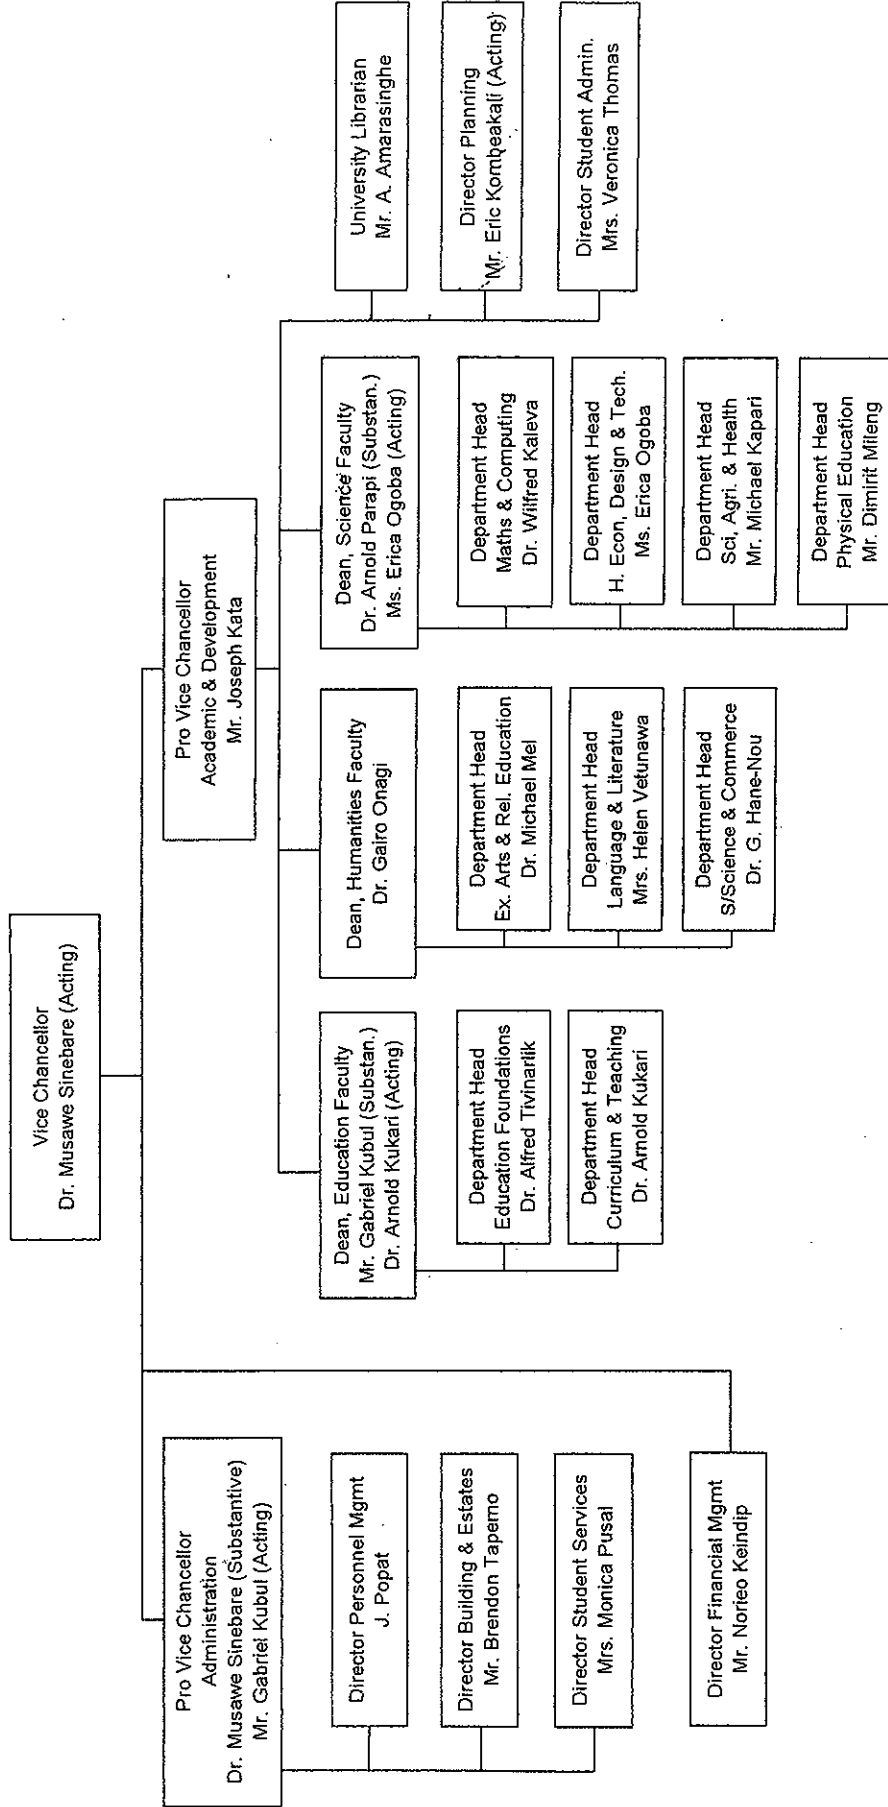 Vice Chancellor
Dr. Musawe Sinebare (Acting)
Pro Vice Chancellor
Administration
Dr. Musawe Sinebare (Substantive)
Mr. Gabriel Kubul (Acting)
Director Personnel Mgmt
J. Popat
Director Building & Estates
Mr. Brendon Tapemo
Director Student Services
Mrs. Monica Pusal
Director Financial Mgmt
Mr. Norieo Keindip
Pro Vice Chancellor
Academic & Development
Mr. Joseph Kata
Dean, Education Faculty
Mr. Gabriel Kubul (Substan.)
Dr. Arnold Kukari (Acting)
Department Head
Education Foundations
Dr. Alfred Tivinarlik
Department Head
Curriculum & Teaching
Dr. Arnold Kukari
Dean, Humanities Faculty
Dr. Gairo Onagi
Department Head
Ex. Arts & Rel. Education
Dr. Michael Mel
Department Head
Language & Literature
Mrs. Helen Vetunawa
Department Head
S/Science & Commerce
Dr. G. Hane-Nou
Dean, Science Faculty
Dr. Arnold Parapi (Substan.)
Ms. Erica Ogoba (Acting)
Department Head
Maths & Computing
Dr. Wilfred Kaleva
Department Head
H. Econ, Design & Tech.
Ms. Erica Ogoba
Department Head
Sci, Agri. & Health
Mr. Michael Kapari
Department Head
Physical Education
Mr. Dimirit Mileng
University Librarian
Mr. A. Amarasinghe
Director Planning
Mr. Eric Kombeakali (Acting)
Director Student Admin.
Mrs. Veronica Thomas